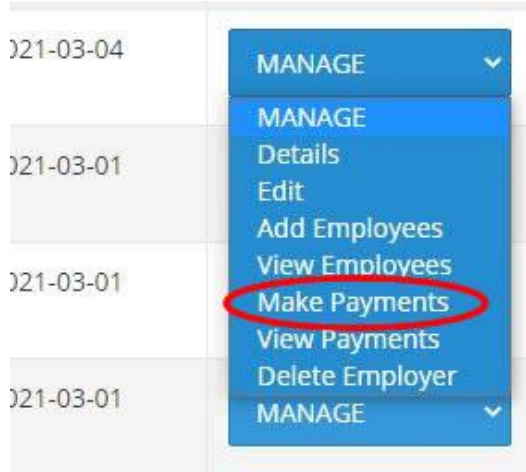 021-03-04
MANAGE
MANAGE
Details
021-03-01
Edit
Add Employees
View Employees
021-03-01
Make Payments
View Payments
Delete Employer
021-03-01
MANAGE